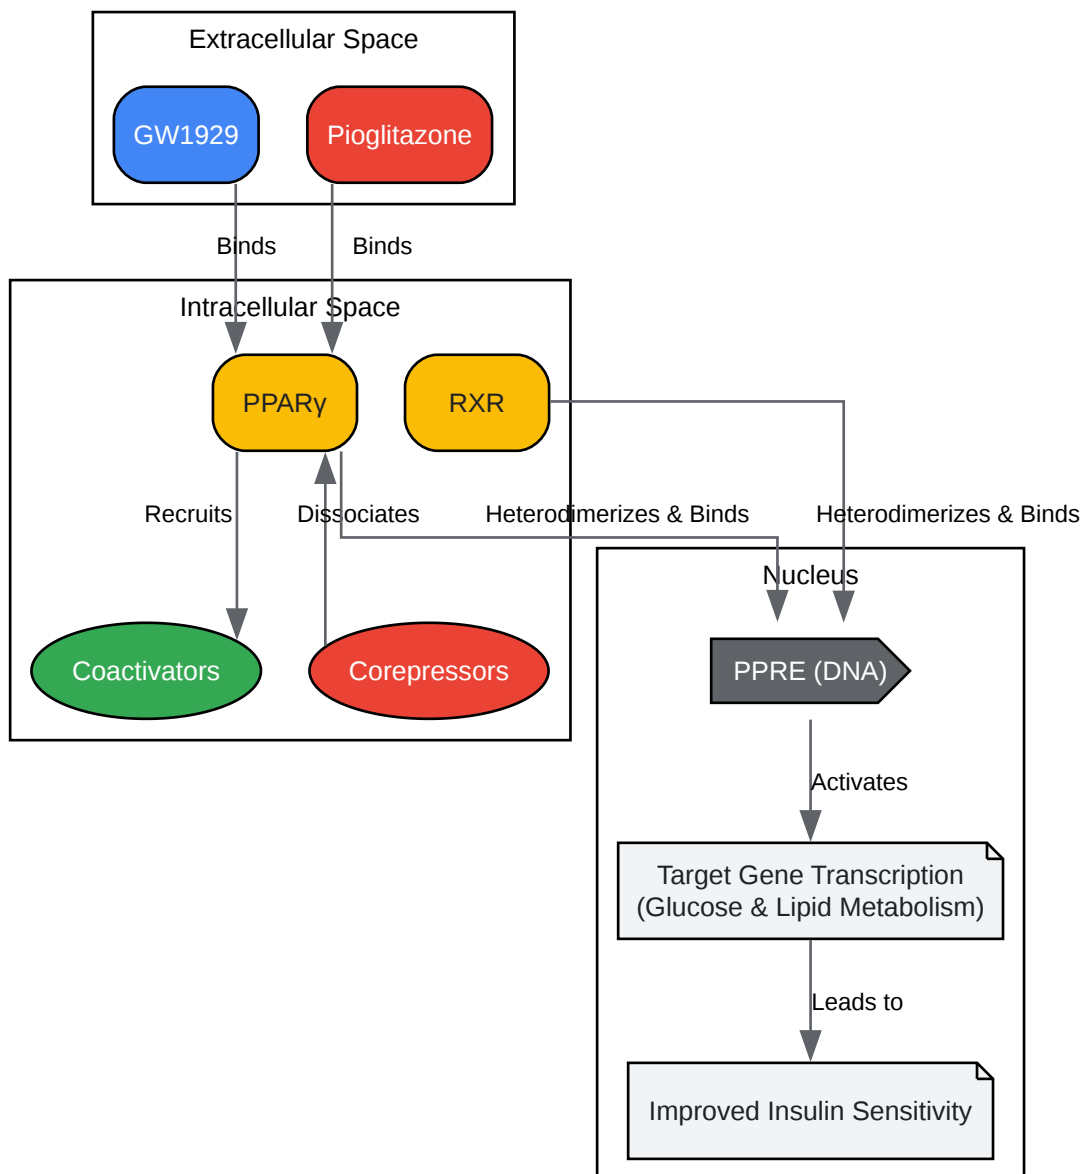 Extracellular Space
GW1929
Pioglitazone
Binds
Binds
Intracellular Space
PPARγ
RXR
Recruits
Dissociates
Heterodimerizes & Binds
Heterodimerizes & Binds
Nucleus
Coactivators
Corepressors
PPRE (DNA)
Activates
Target Gene Transcription
(Glucose & Lipid Metabolism)
Leads to
Improved Insulin Sensitivity